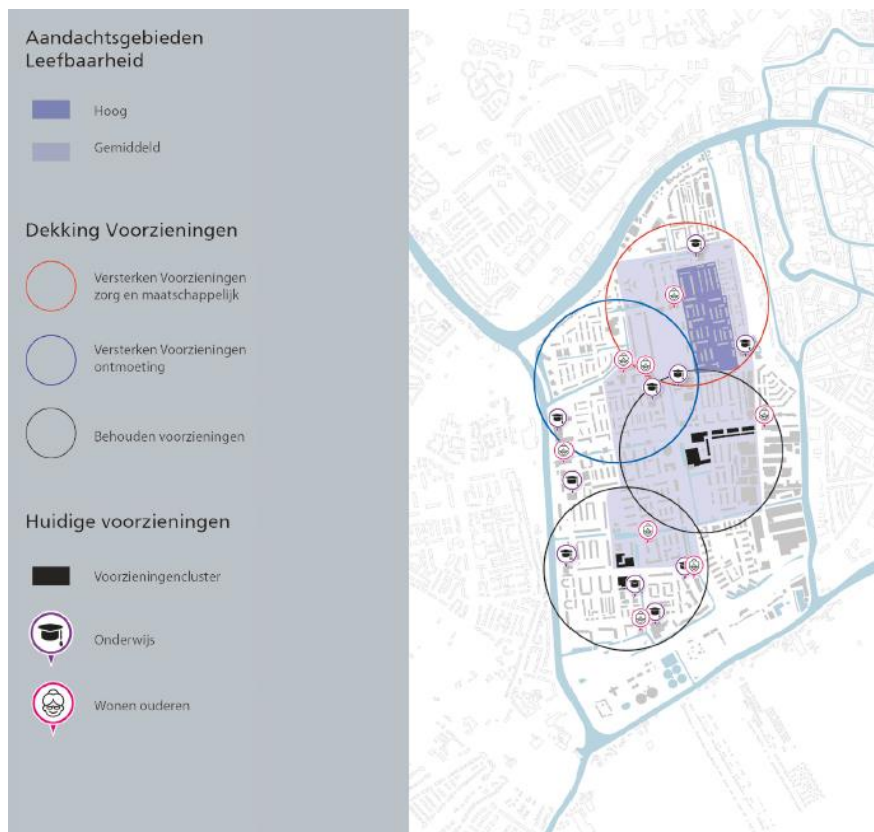 Aandachtsgebieden
Leefbaarheid
Hoog
Gemiddeld
Dekking Voorzieningen
Versterken Voorzieningen
zorg en maatschappelijk
Versterken Voorzieningen
ontmoeting
Behouden voorzieningen
Huidige voorzieningen
Voorzieningencluster
Onderwijs
Wonen ouderen